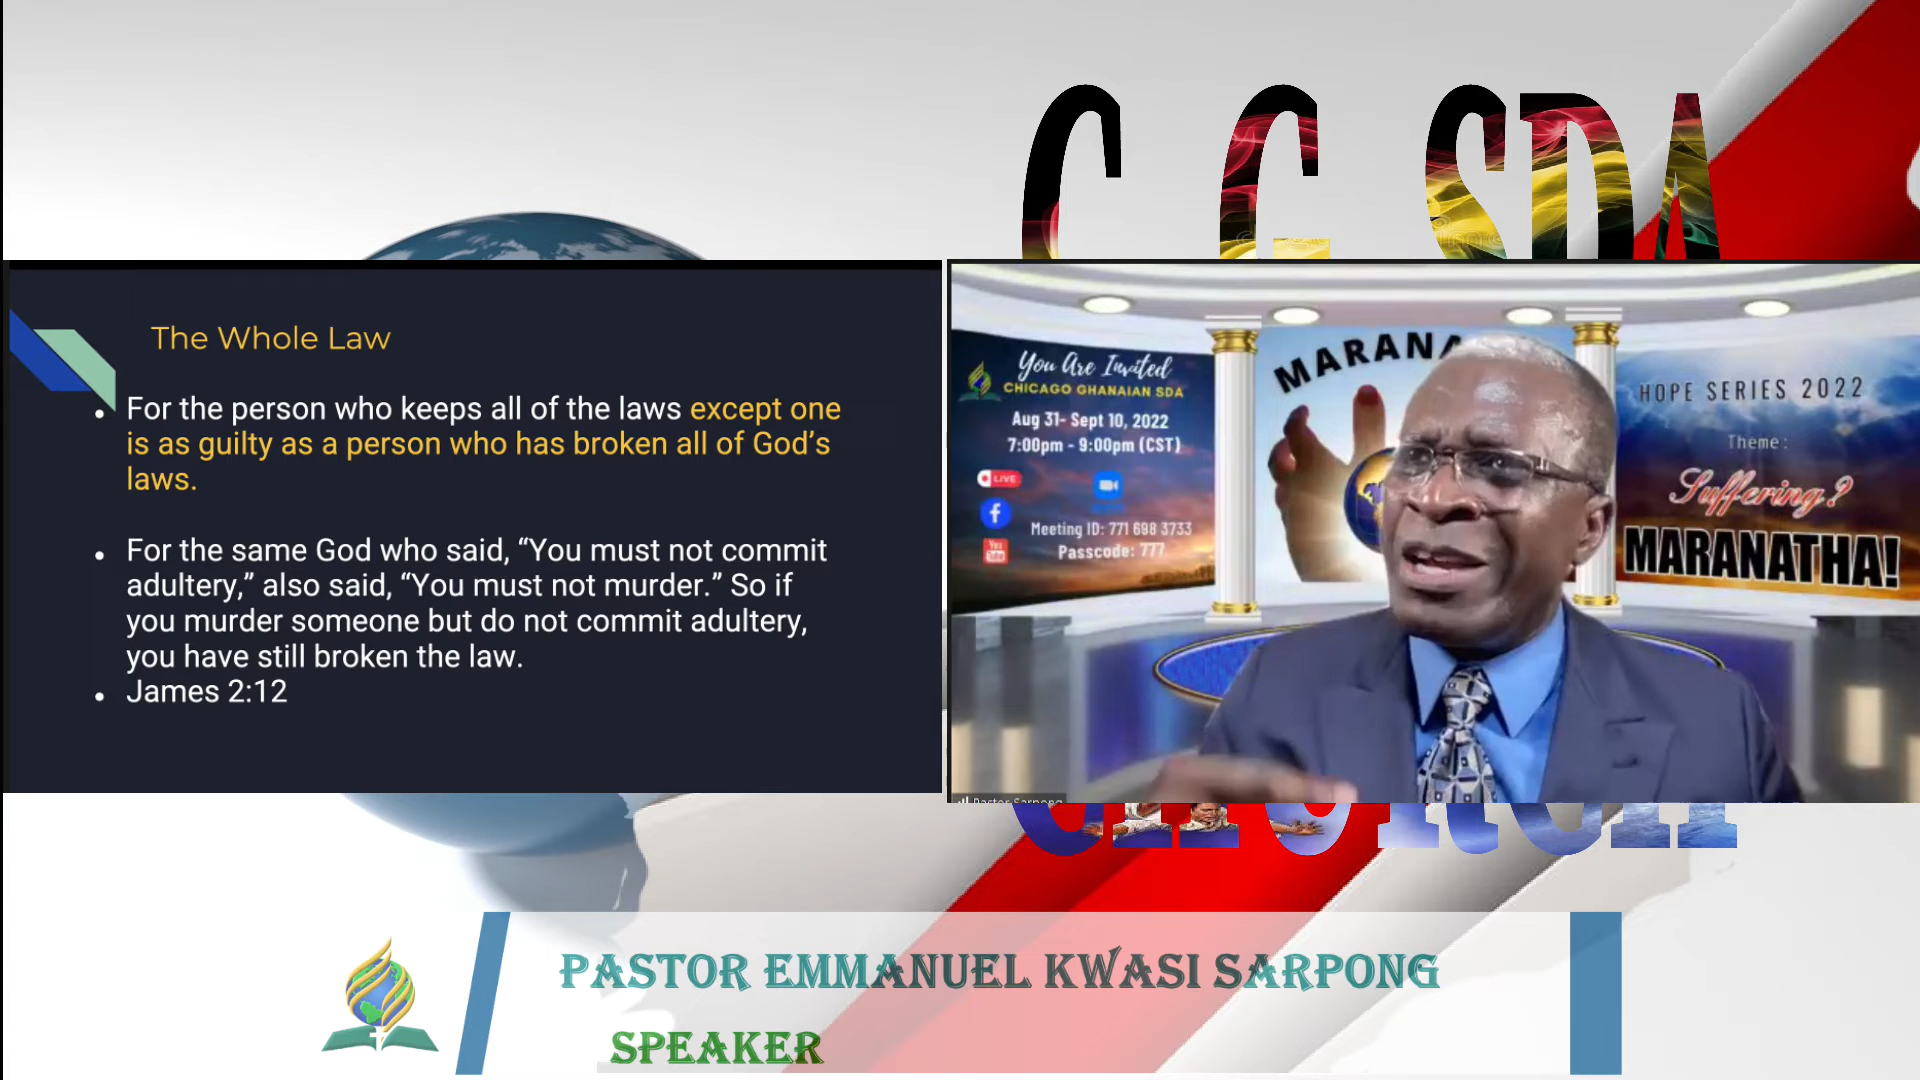 C G SDA
The Whole Law
• For the person who keeps all of the laws except one
is as guilty as a person who has broken all of God’s
laws.
• For the same God who said, “You must not commit
adultery,” also said, “You must not murder.” So if
you murder someone but do not commit adultery,
you have still broken the law.
• James 2:12
You Are Invited
CHICAGO GHANAIAN SDA
Aug 31- Sept 10, 2022
7:00pm - 9:00pm (CST)
LIVE
Meeting ID: 771 698 3733
Passcode: 777
You
Tube
MARANA
HOPE SERIES 2022
Theme:
Suffering?
MARANATHA!
Pastor Sarpong
CHURCH
PASTOR EMMANUEL KWASI SARPONG
SPEAKER